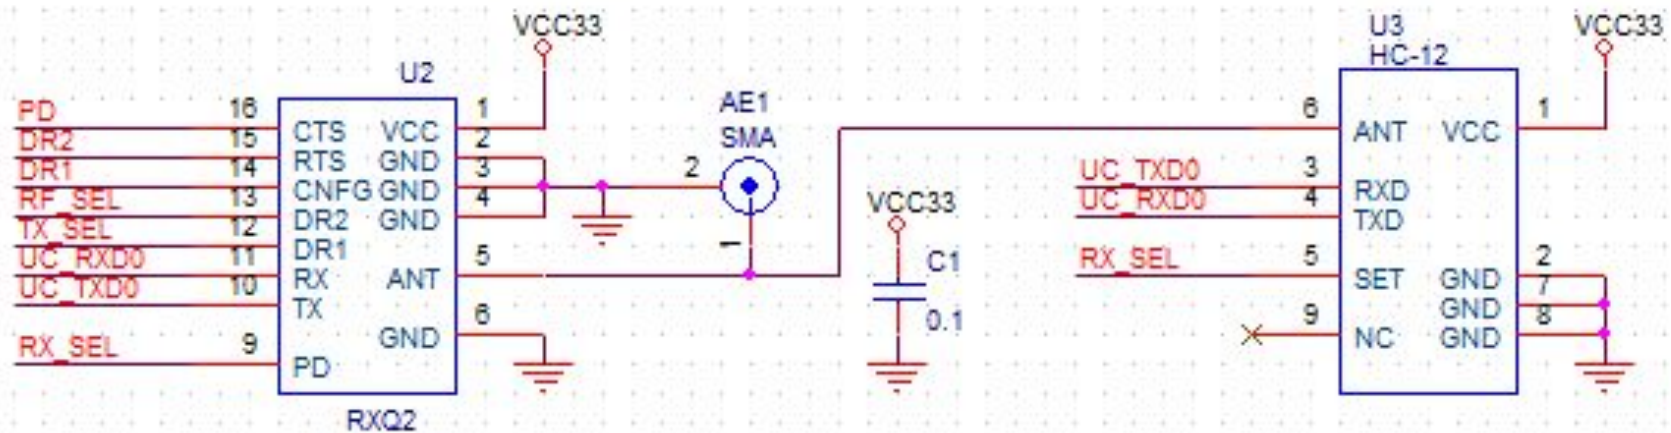 VCC33
U2
PD 16 CTS VCC 1
DR2 15 RTS GND 2
DR1 14 CNFG GND 3
RF_SEL 13 DR2 GND 4
TX_SEL 12 DR1
UC_RXD0 11 RX ANT 5
UC_TXD0 10 TX
GND 6
RX_SEL 9 PD
RXQ2
AE1
SMA
2
1
VCC33
C1
0.1
U3
HC-12
VCC33
6 ANT VCC 1
UC_TXD0 3 RXD
UC_RXD0 4 TXD
RX_SEL 5 SET GND 2
GND 7
9 NC GND 8